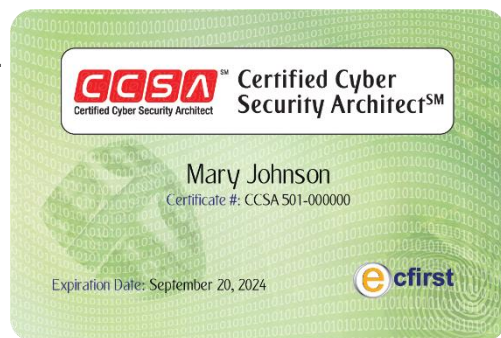 CCSA SM
Certified Cyber Security Architect
Certified Cyber
Security Architect SM
Mary Johnson
Certificate #: CCSA 501-000000
Expiration Date: September 20, 2024
ecfirst